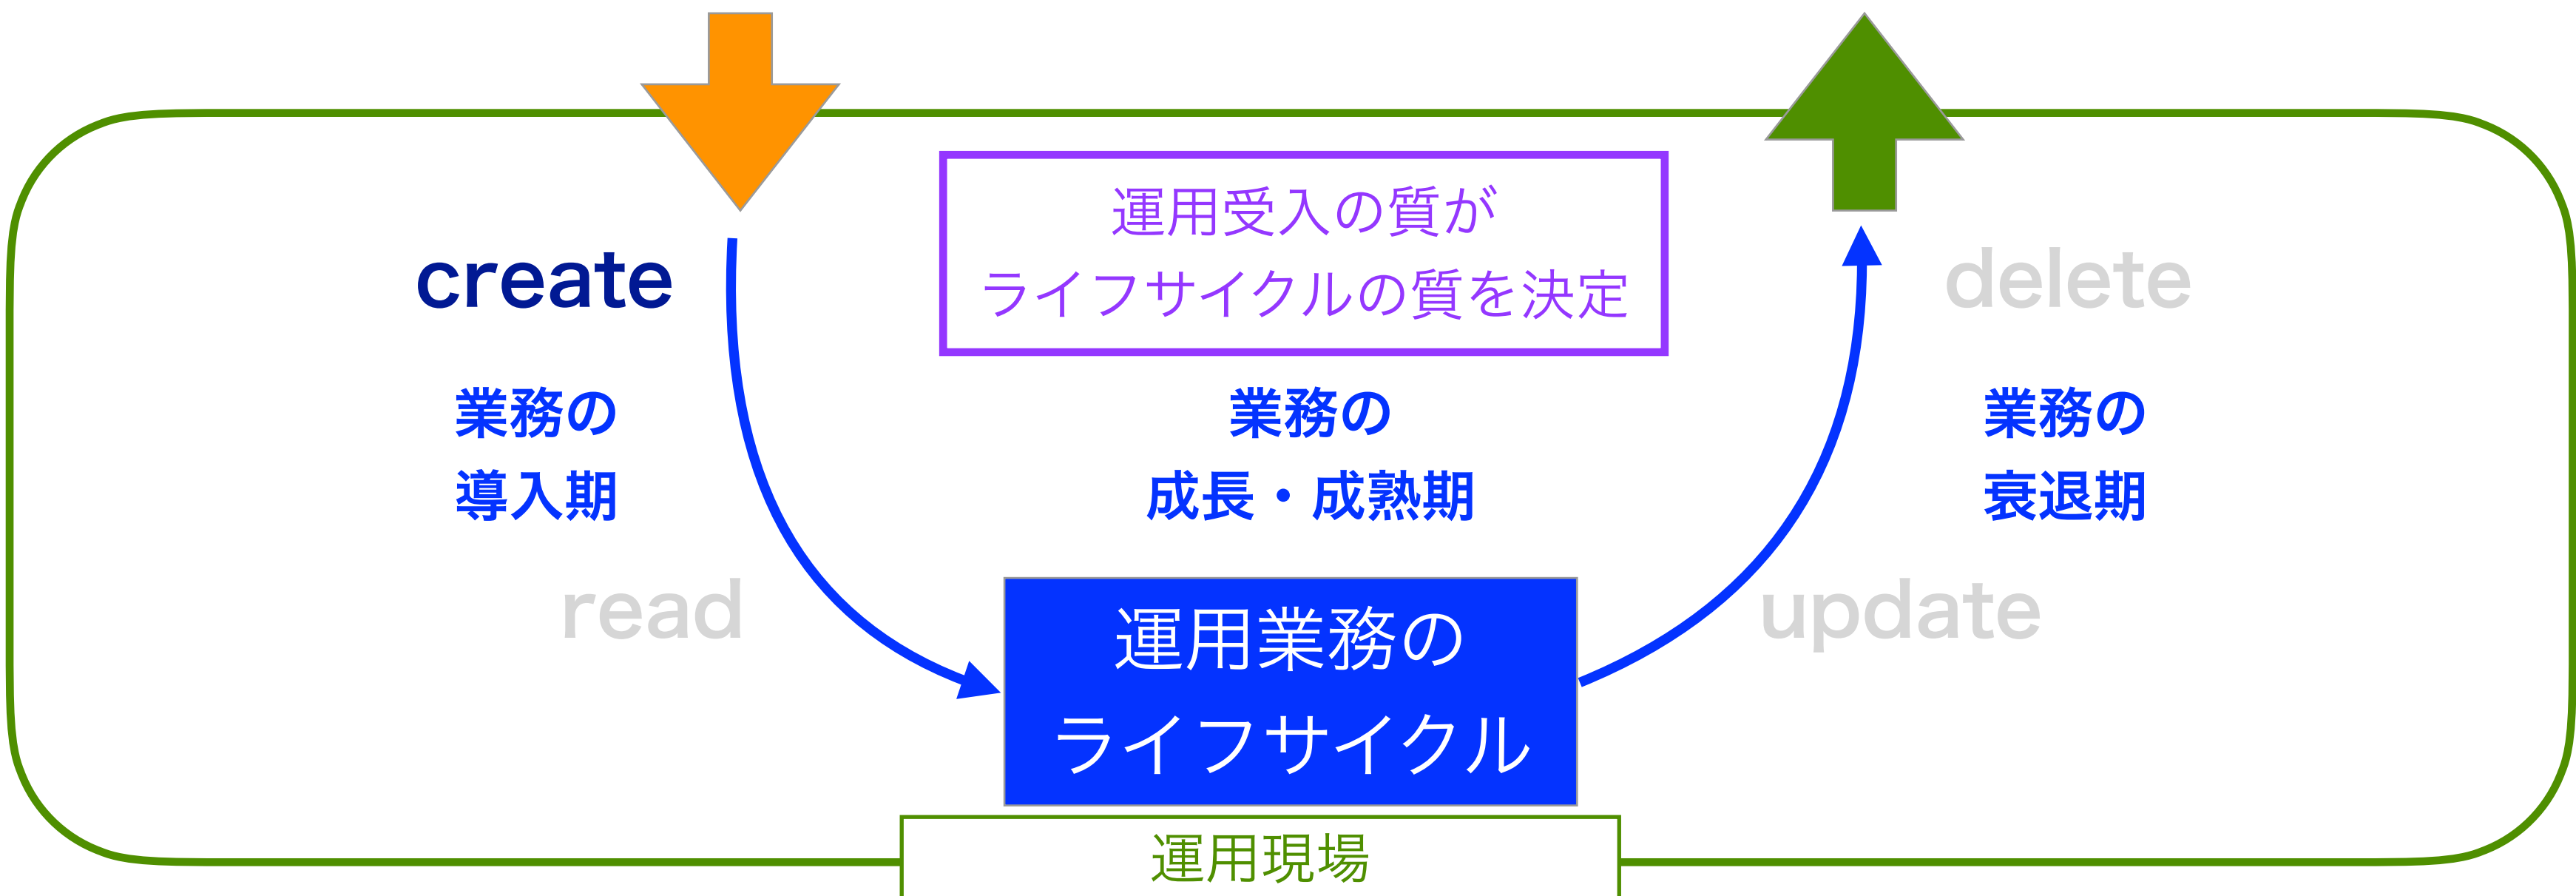 運用受入の質が
ライフサイクルの質を決定
create
delete
業務の
導入期
業務の
成長・成熟期
業務の
衰退期
read
update
運用業務の
ライフサイクル
運用現場